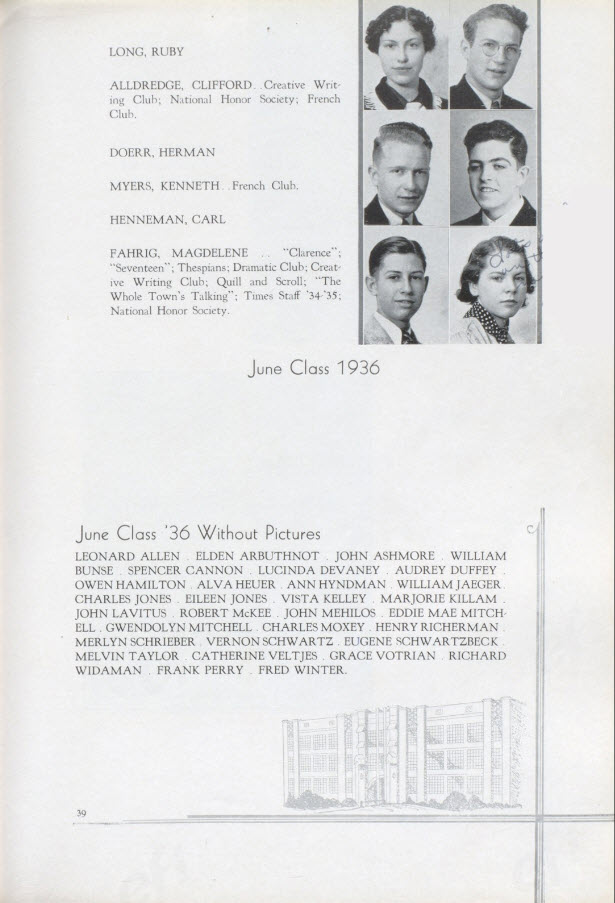 LONG, RUBY
ALLDREDGE, CLIFFORD . . Creative Writ-
ing Club; National Honor Society; French
Club.
DOERR, HERMAN
MYERS, KENNETH . . French Club.
HENNEMAN, CARL
FAHRIG, MAGDELENE . . "Clarence";
"Seventeen"; Thespians; Dramatic Club; Creat-
ive Writing Club; Quill and Scroll; "The
Whole Town's Talking"; Times Staff '34-'35;
National Honor Society.
June Class 1936
June Class '36 Without Pictures
LEONARD ALLEN . ELDEN ARBUTHNOT . JOHN ASHMORE . WILLIAM
BUNSE . SPENCER CANNON . LUCINDA DEVANEY . AUDREY DUFFEY .
OWEN HAMILTON . ALVA HEUER . ANN HYNDMAN . WILLIAM JAEGER .
CHARLES JONES . EILEEN JONES . VISTA KELLEY . MARJORIE KILLAM .
JOHN LAVITUS . ROBERT McKEE . JOHN MEHILOS . EDDIE MAE MITCH-
ELL . GWENDOLYN MITCHELL . CHARLES MOXEY . HENRY RICHERMAN .
MERLYN SCHRIEBER . VERNON SCHWARTZ . EUGENE SCHWARTZBECK .
MELVIN TAYLOR . CATHERINE VELTJES . GRACE VOTRIAN . RICHARD
WIDAMAN . FRANK PERRY . FRED WINTER.
39